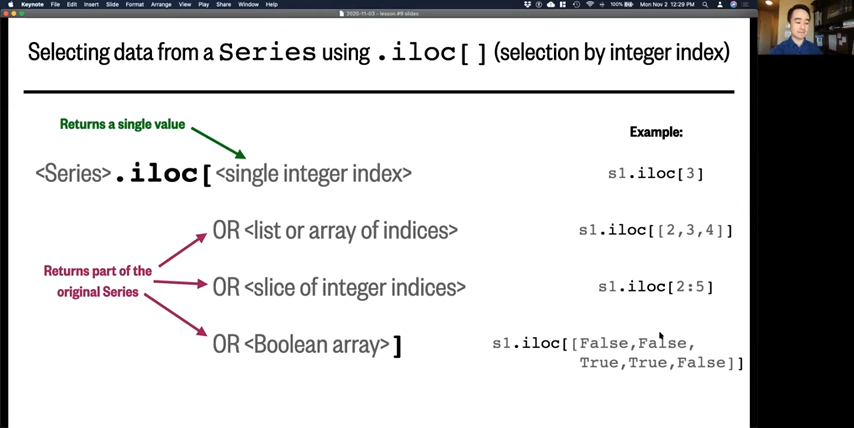 Keynote File Edit Insert Slide Format Arrange View Play Share Window Help 100% Mon Nov 2 12:29 PM
2020-11-03 - lesson #9 slides
Selecting data from a Series using .iloc[] (selection by integer index)
Returns a single value
Example:
<Series>.iloc[<single integer index>
s1.iloc[3]
OR <list or array of indices>
s1.iloc[[2,3,4]]
Returns part of the
original Series
OR <slice of integer indices>
s1.iloc[2:5]
OR <Boolean array>]
s1.iloc[[False,False,
True,True,False]]